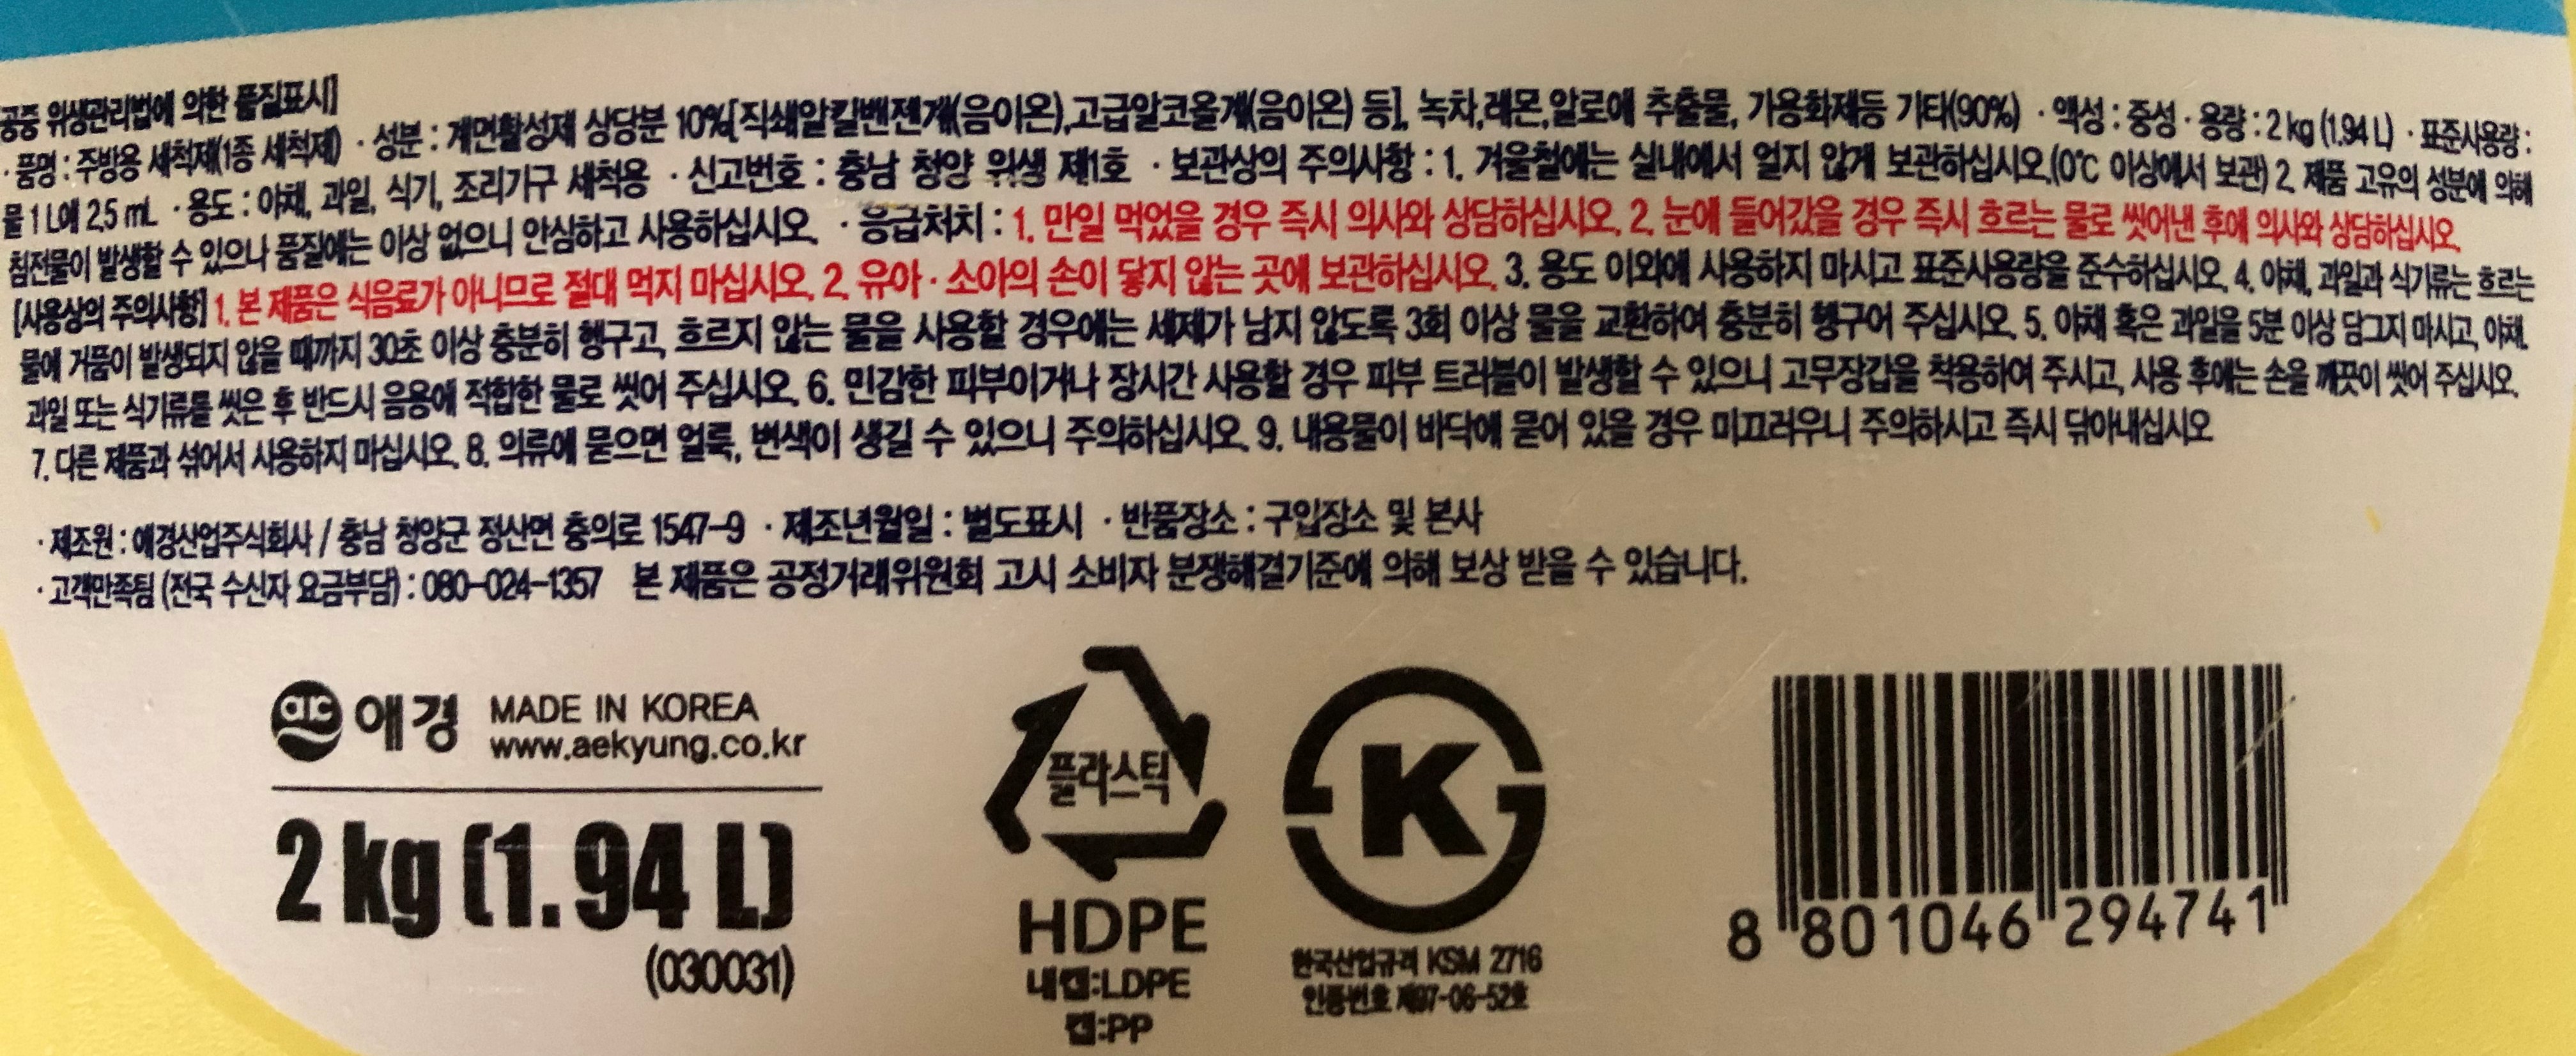 공중 위생관리법에 의한 품질표시]
· 품명 : 주방용 세척제(1종 세척제) · 성분 : 계면활성제 상당분 10%[직쇄알킬벤젠계(음이온),고급알코올계(음이온) 등], 녹차,레몬,알로에 추출물, 가용화제등 기타(90%) · 액성 : 중성 · 용량 : 2 kg (1.94 L) · 표준사용량 :
물 1 L에 2.5 mL · 용도 : 야채, 과일, 식기, 조리기구 세척용 · 신고번호 : 충남 청양 위생 제1호 · 보관상의 주의사항 : 1. 겨울철에는 실내에서 얼지 않게 보관하십시오.(0℃ 이상에서 보관) 2. 제품 고유의 성분에 의해
침전물이 발생할 수 있으나 품질에는 이상 없으니 안심하고 사용하십시오. · 응급처치 : 1. 만일 먹었을 경우 즉시 의사와 상담하십시오. 2. 눈에 들어갔을 경우 즉시 흐르는 물로 씻어낸 후에 의사와 상담하십시오.
[사용상의 주의사항] 1. 본 제품은 식음료가 아니므로 절대 먹지 마십시오. 2. 유아 · 소아의 손이 닿지 않는 곳에 보관하십시오. 3. 용도 이외에 사용하지 마시고 표준사용량을 준수하십시오. 4. 야채, 과일과 식기류는 흐르는
물에 거품이 발생되지 않을 때까지 30초 이상 충분히 헹구고, 흐르지 않는 물을 사용할 경우에는 세제가 남지 않도록 3회 이상 물을 교환하여 충분히 헹구어 주십시오. 5. 야채 혹은 과일을 5분 이상 담그지 마시고, 야채,
과일 또는 식기류를 씻은 후 반드시 음용에 적합한 물로 씻어 주십시오. 6. 민감한 피부이거나 장시간 사용할 경우 피부 트러블이 발생할 수 있으니 고무장갑을 착용하여 주시고, 사용 후에는 손을 깨끗이 씻어 주십시오.
7. 다른 제품과 섞어서 사용하지 마십시오. 8. 의류에 묻으면 얼룩, 변색이 생길 수 있으니 주의하십시오. 9. 내용물이 바닥에 묻어 있을 경우 미끄러우니 주의하시고 즉시 닦아내십시오
· 제조원 : 애경산업주식회사 / 충남 청양군 정산면 충의로 1547-9 · 제조년월일 : 별도표시 · 반품장소 : 구입장소 및 본사
· 고객만족팀 (전국 수신자 요금부담) : 080-024-1357 본 제품은 공정거래위원회 고시 소비자 분쟁해결기준에 의해 보상 받을 수 있습니다.
애경 MADE IN KOREA
www.aekyung.co.kr
2 kg (1.94 L)
(030031)
플라스틱
HDPE
내캡:LDPE
캡:PP
K
한국산업규격 KSM 2716
인증번호 제97-06-52호
8 801046 294741